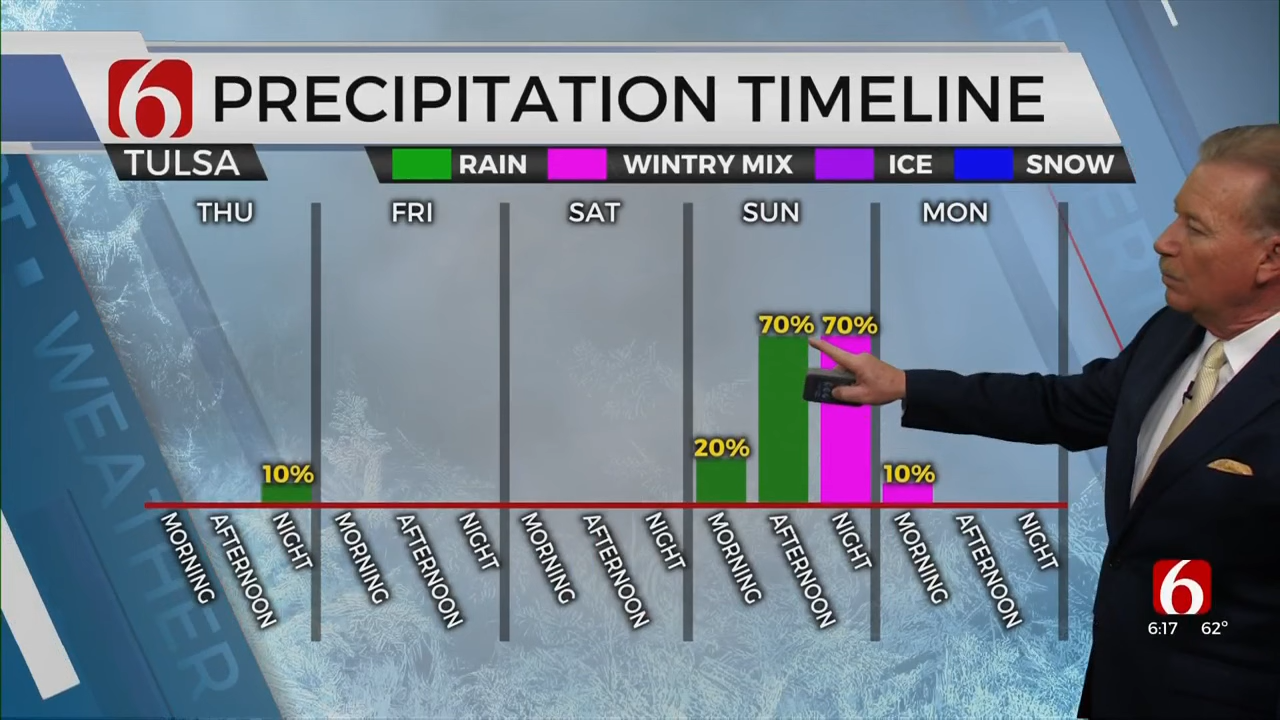 6 PRECIPITATION TIMELINE
TULSA
RAIN WINTRY MIX ICE SNOW
THU FRI SAT SUN MON
70% 70%
20%
10% 10%
MORNING AFTERNOON NIGHT MORNING AFTERNOON NIGHT MORNING AFTERNOON NIGHT MORNING AFTERNOON NIGHT MORNING AFTERNOON NIGHT
WEATHER
6
6:17 62°